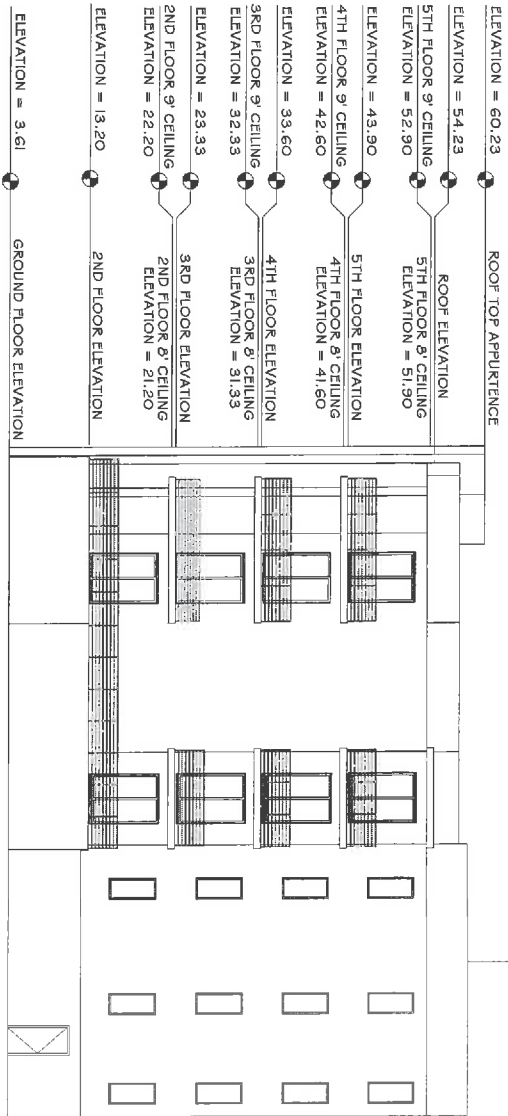 ELEVATION = 60.23
ROOF TOP APPURTENCE
ELEVATION = 54.23
ROOF ELEVATION
5TH FLOOR 9' CEILING
ELEVATION = 52.90
5TH FLOOR 8' CEILING
ELEVATION = 51.90
ELEVATION = 43.90
5TH FLOOR ELEVATION
4TH FLOOR 9' CEILING
ELEVATION = 42.60
4TH FLOOR 8' CEILING
ELEVATION = 41.60
ELEVATION = 33.60
4TH FLOOR ELEVATION
3RD FLOOR 9' CEILING
ELEVATION = 32.33
3RD FLOOR 8' CEILING
ELEVATION = 31.33
ELEVATION = 23.33
3RD FLOOR ELEVATION
2ND FLOOR 9' CEILING
ELEVATION = 22.20
2ND FLOOR 8' CEILING
ELEVATION = 21.20
ELEVATION = 13.20
2ND FLOOR ELEVATION
ELEVATION = 3.61
GROUND FLOOR ELEVATION